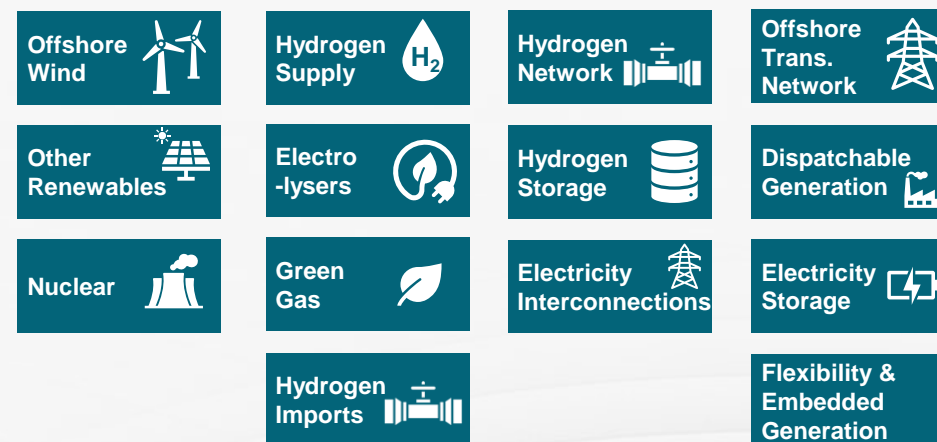 Offshore
Wind
Hydrogen
Supply
H₂
Hydrogen
Network
Offshore
Trans.
Network
Other
Renewables
Electro
-lysers
Hydrogen
Storage
Dispatchable
Generation
Nuclear
Green
Gas
Electricity
Interconnections
Electricity
Storage
Hydrogen
Imports
Flexibility &
Embedded
Generation